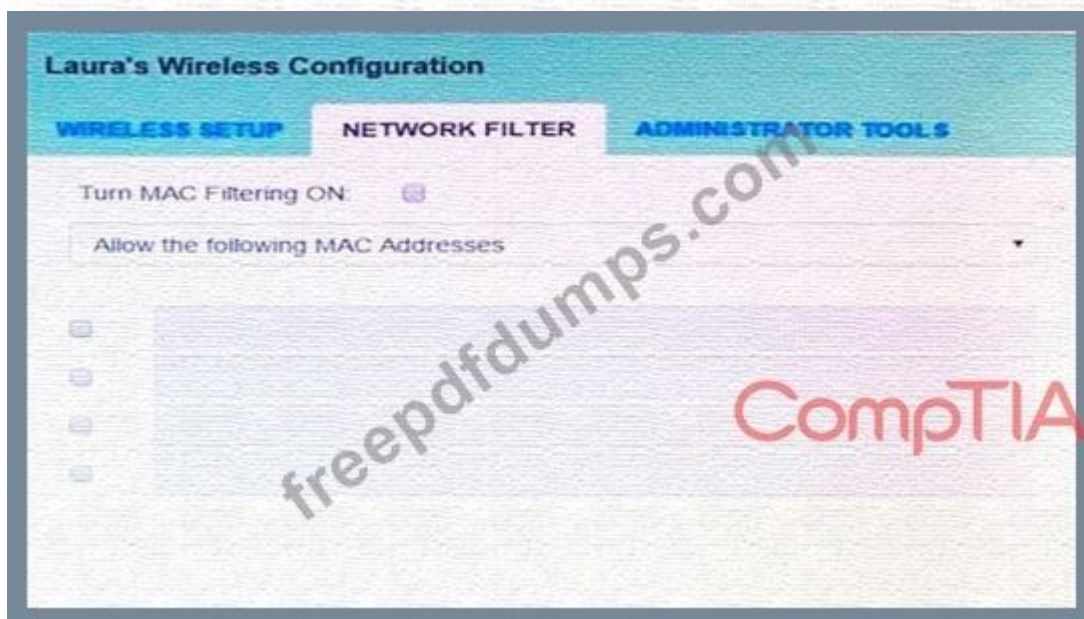 Laura's Wireless Configuration
WIRELESS SETUP NETWORK FILTER ADMINISTRATOR TOOLS
Turn MAC Filtering ON:
Allow the following MAC Addresses
freepdfdumps.com
CompTIA